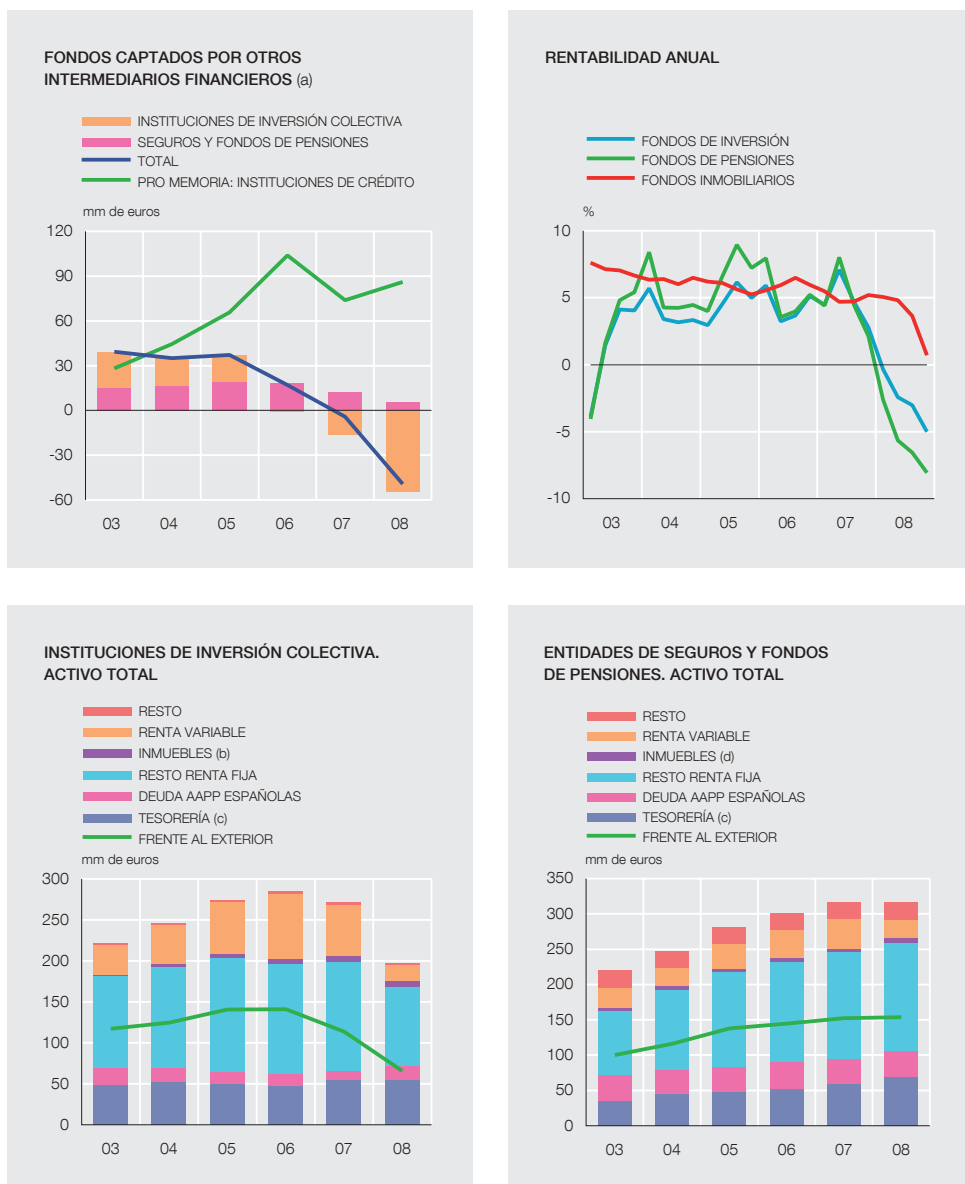 FONDOS CAPTADOS POR OTROS
INTERMEDIARIOS FINANCIEROS (a)
INSTITUCIONES DE INVERSIÓN COLECTIVA
SEGUROS Y FONDOS DE PENSIONES
TOTAL
PRO MEMORIA: INSTITUCIONES DE CRÉDITO
mm de euros
120
90
60
30
0
-30
-60
03 04 05 06 07 08
RENTABILIDAD ANUAL
FONDOS DE INVERSIÓN
FONDOS DE PENSIONES
FONDOS INMOBILIARIOS
%
10
5
0
-5
-10
03 04 05 06 07 08
INSTITUCIONES DE INVERSIÓN COLECTIVA.
ACTIVO TOTAL
RESTO
RENTA VARIABLE
INMUEBLES (b)
RESTO RENTA FIJA
DEUDA AAPP ESPAÑOLAS
TESORERÍA (c)
FRENTE AL EXTERIOR
mm de euros
300
250
200
150
100
50
0
03 04 05 06 07 08
ENTIDADES DE SEGUROS Y FONDOS
DE PENSIONES. ACTIVO TOTAL
RESTO
RENTA VARIABLE
INMUEBLES (d)
RESTO RENTA FIJA
DEUDA AAPP ESPAÑOLAS
TESORERÍA (c)
FRENTE AL EXTERIOR
mm de euros
350
300
250
200
150
100
50
0
03 04 05 06 07 08